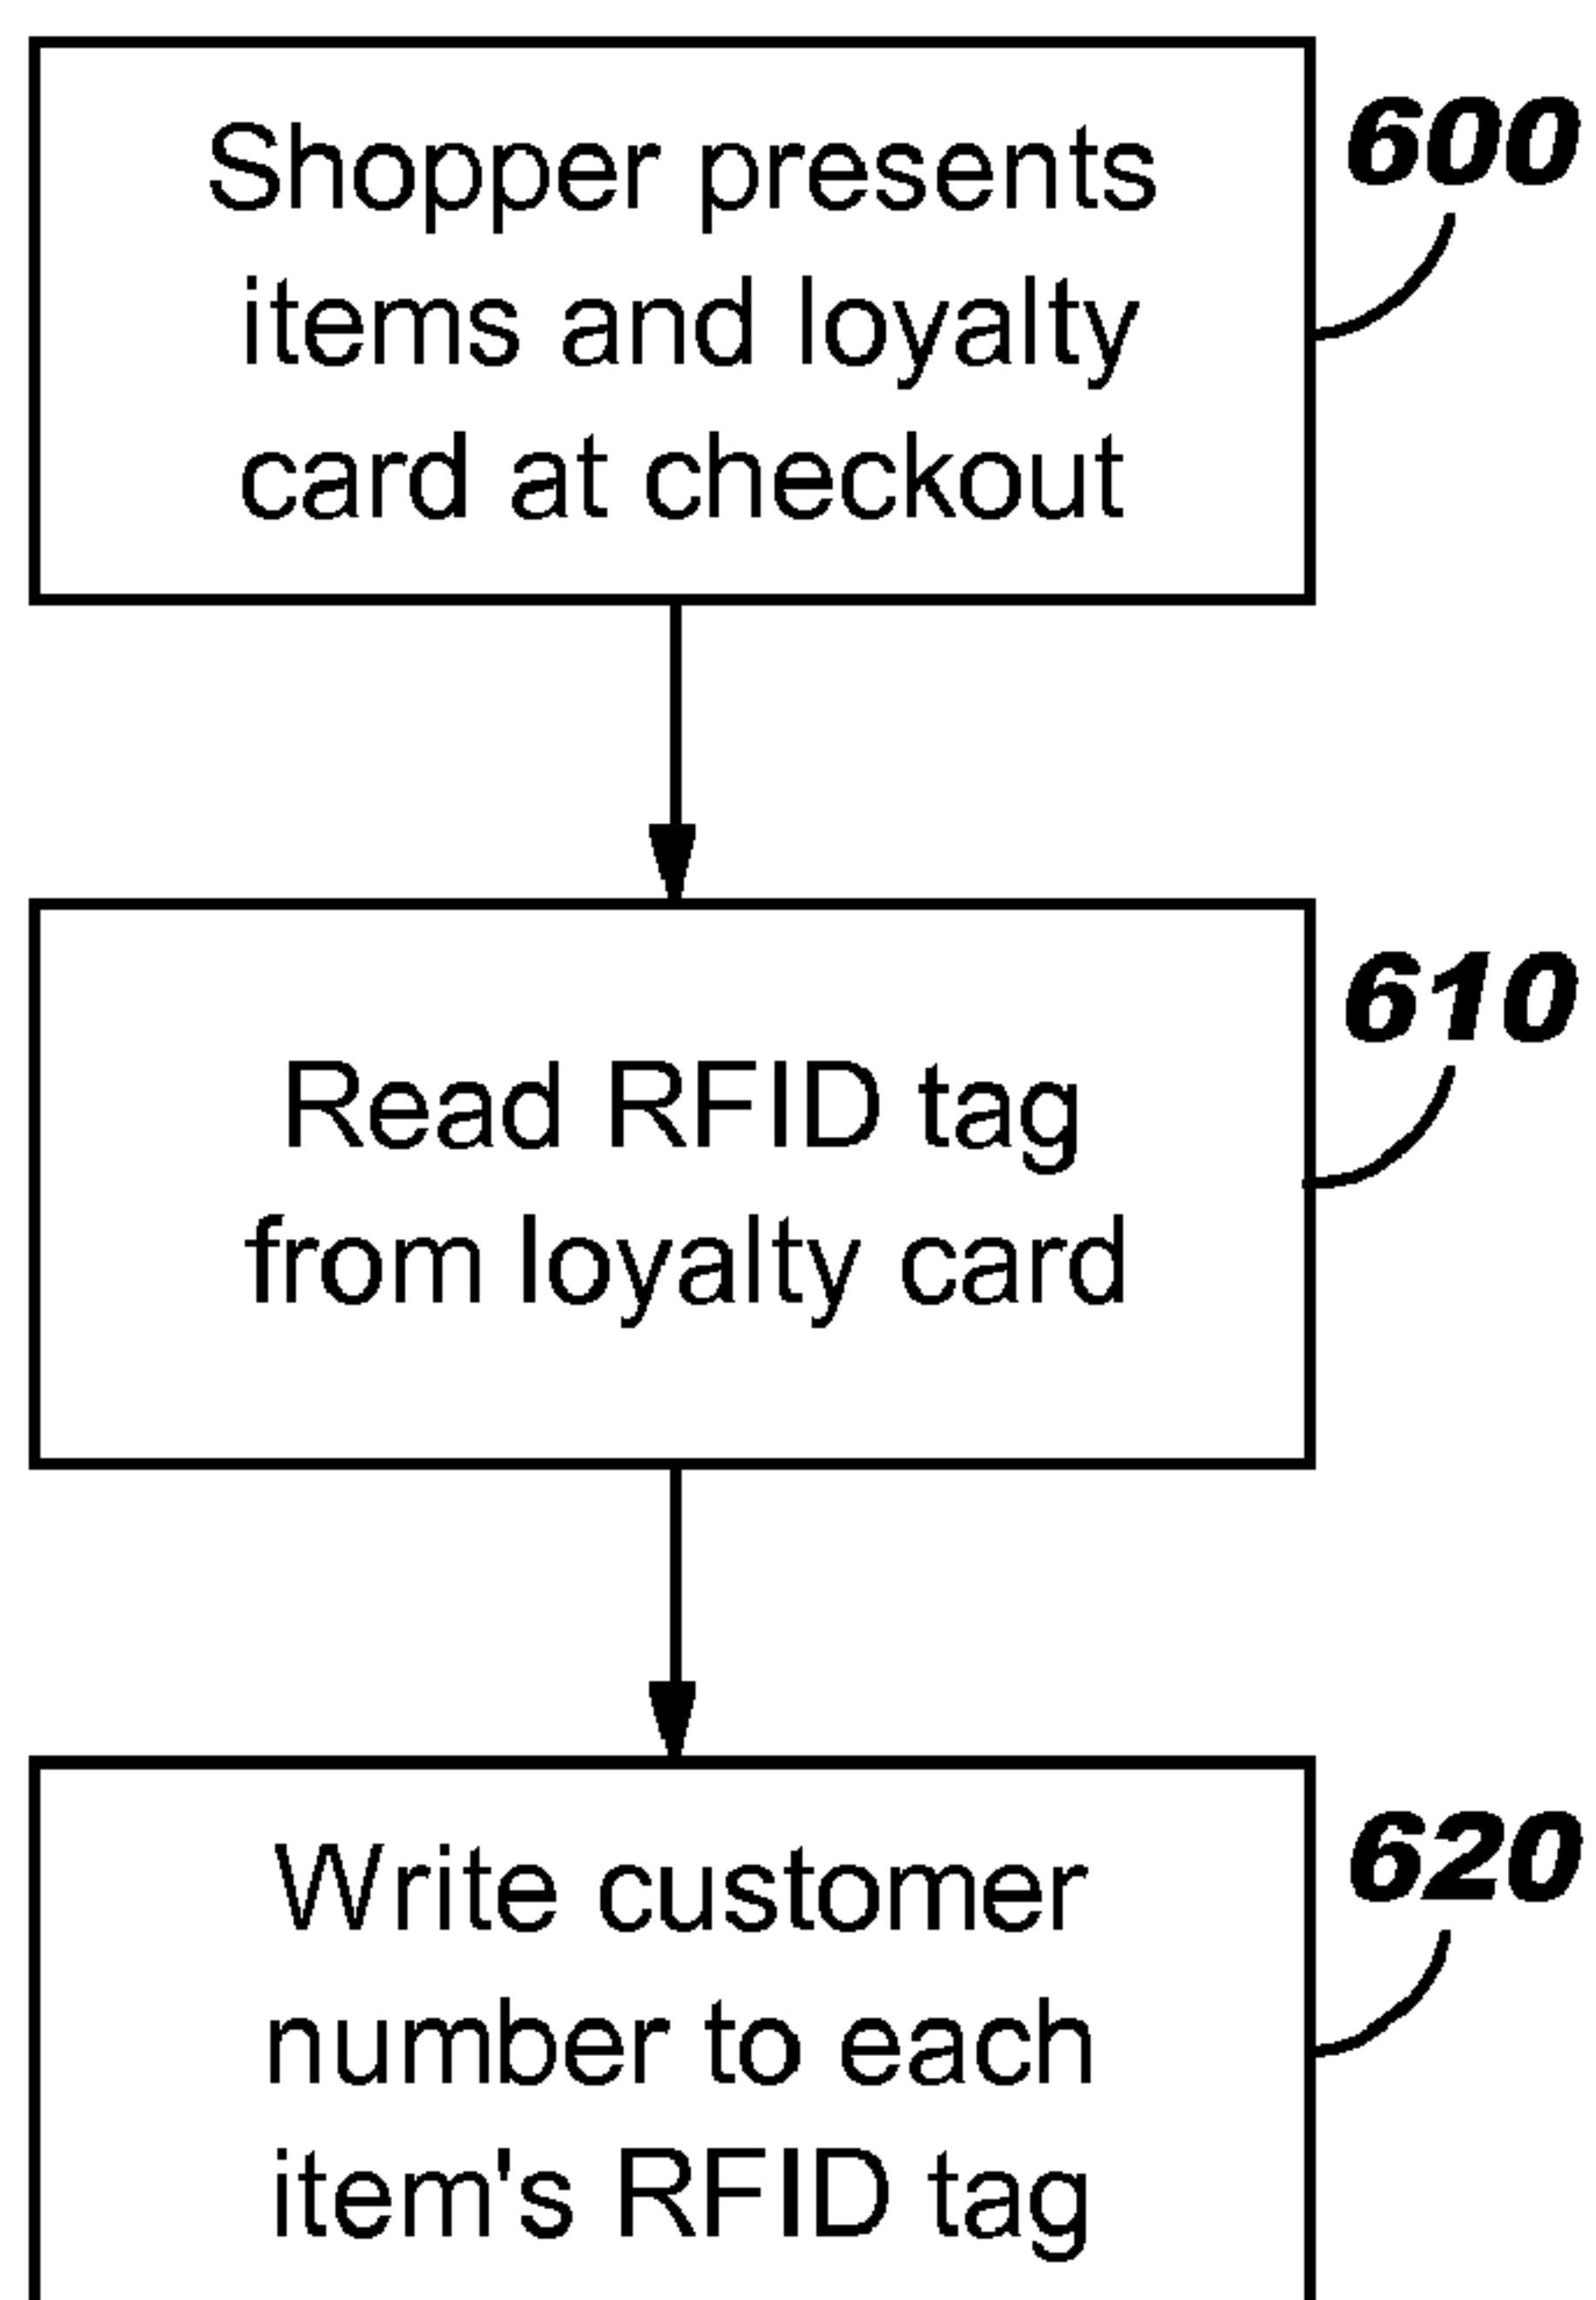 Shopper presents
items and loyalty
card at checkout
600
Read RFID tag
from loyalty card
610
Write customer
number to each
item's RFID tag
620